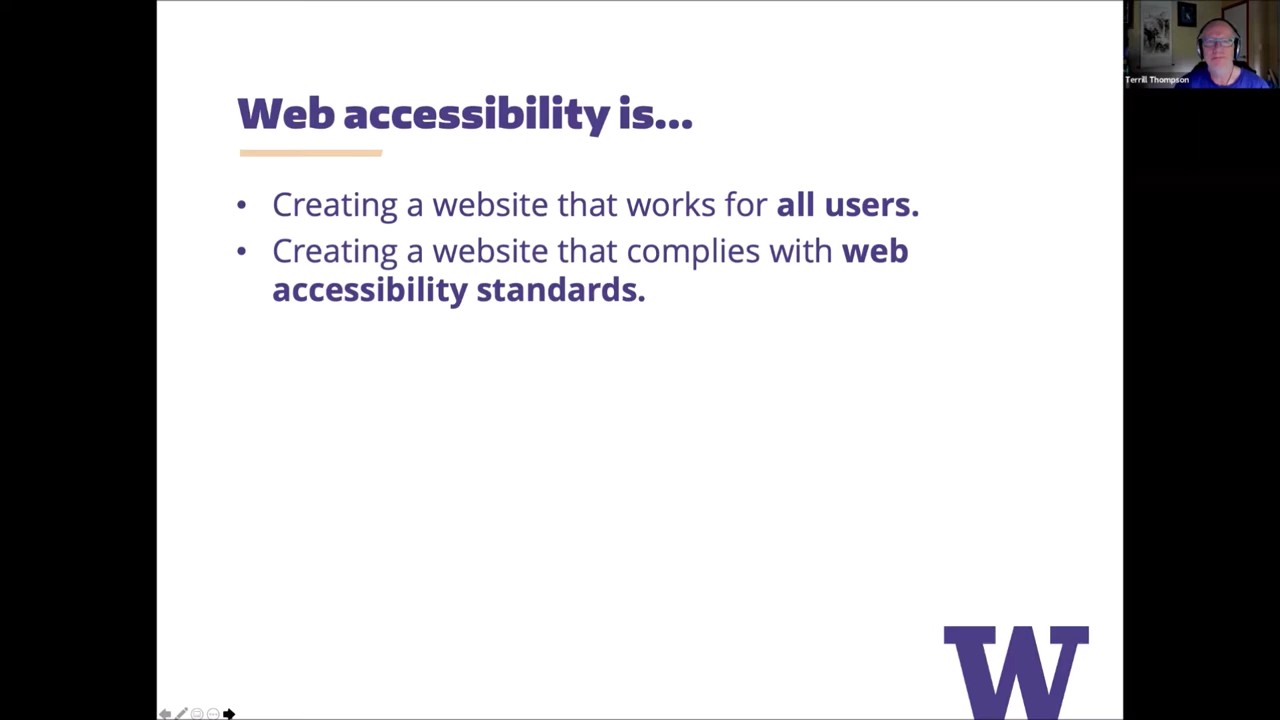 Terrill Thompson
Web accessibility is...
• Creating a website that works for all users.
• Creating a website that complies with web
accessibility standards.
W